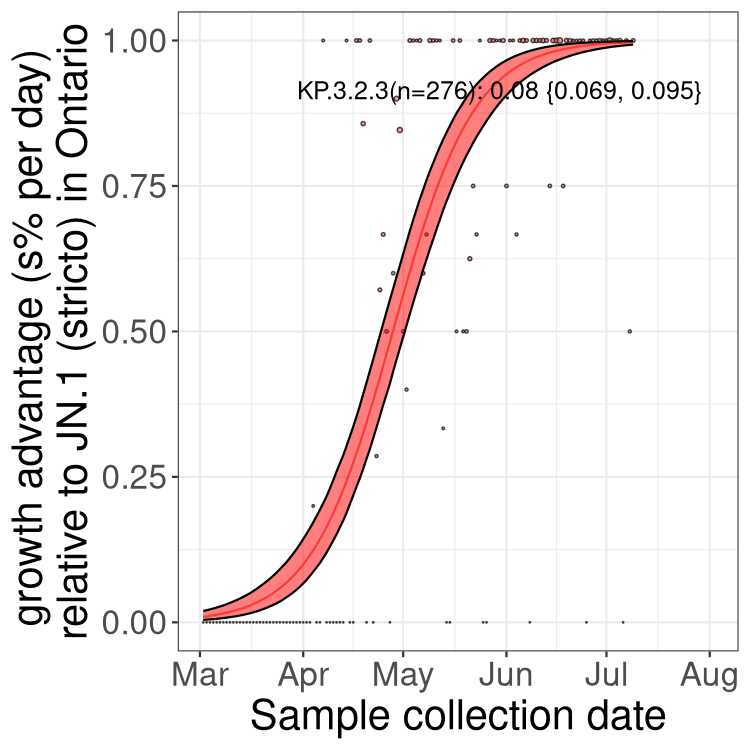 growth advantage (s% per day)
relative to JN.1 (stricto) in Ontario
1.00
0.75
0.50
0.25
0.00
KP.3.2.3(n=276): 0.08 {0.069, 0.095}
Mar Apr May Jun Jul Aug
Sample collection date